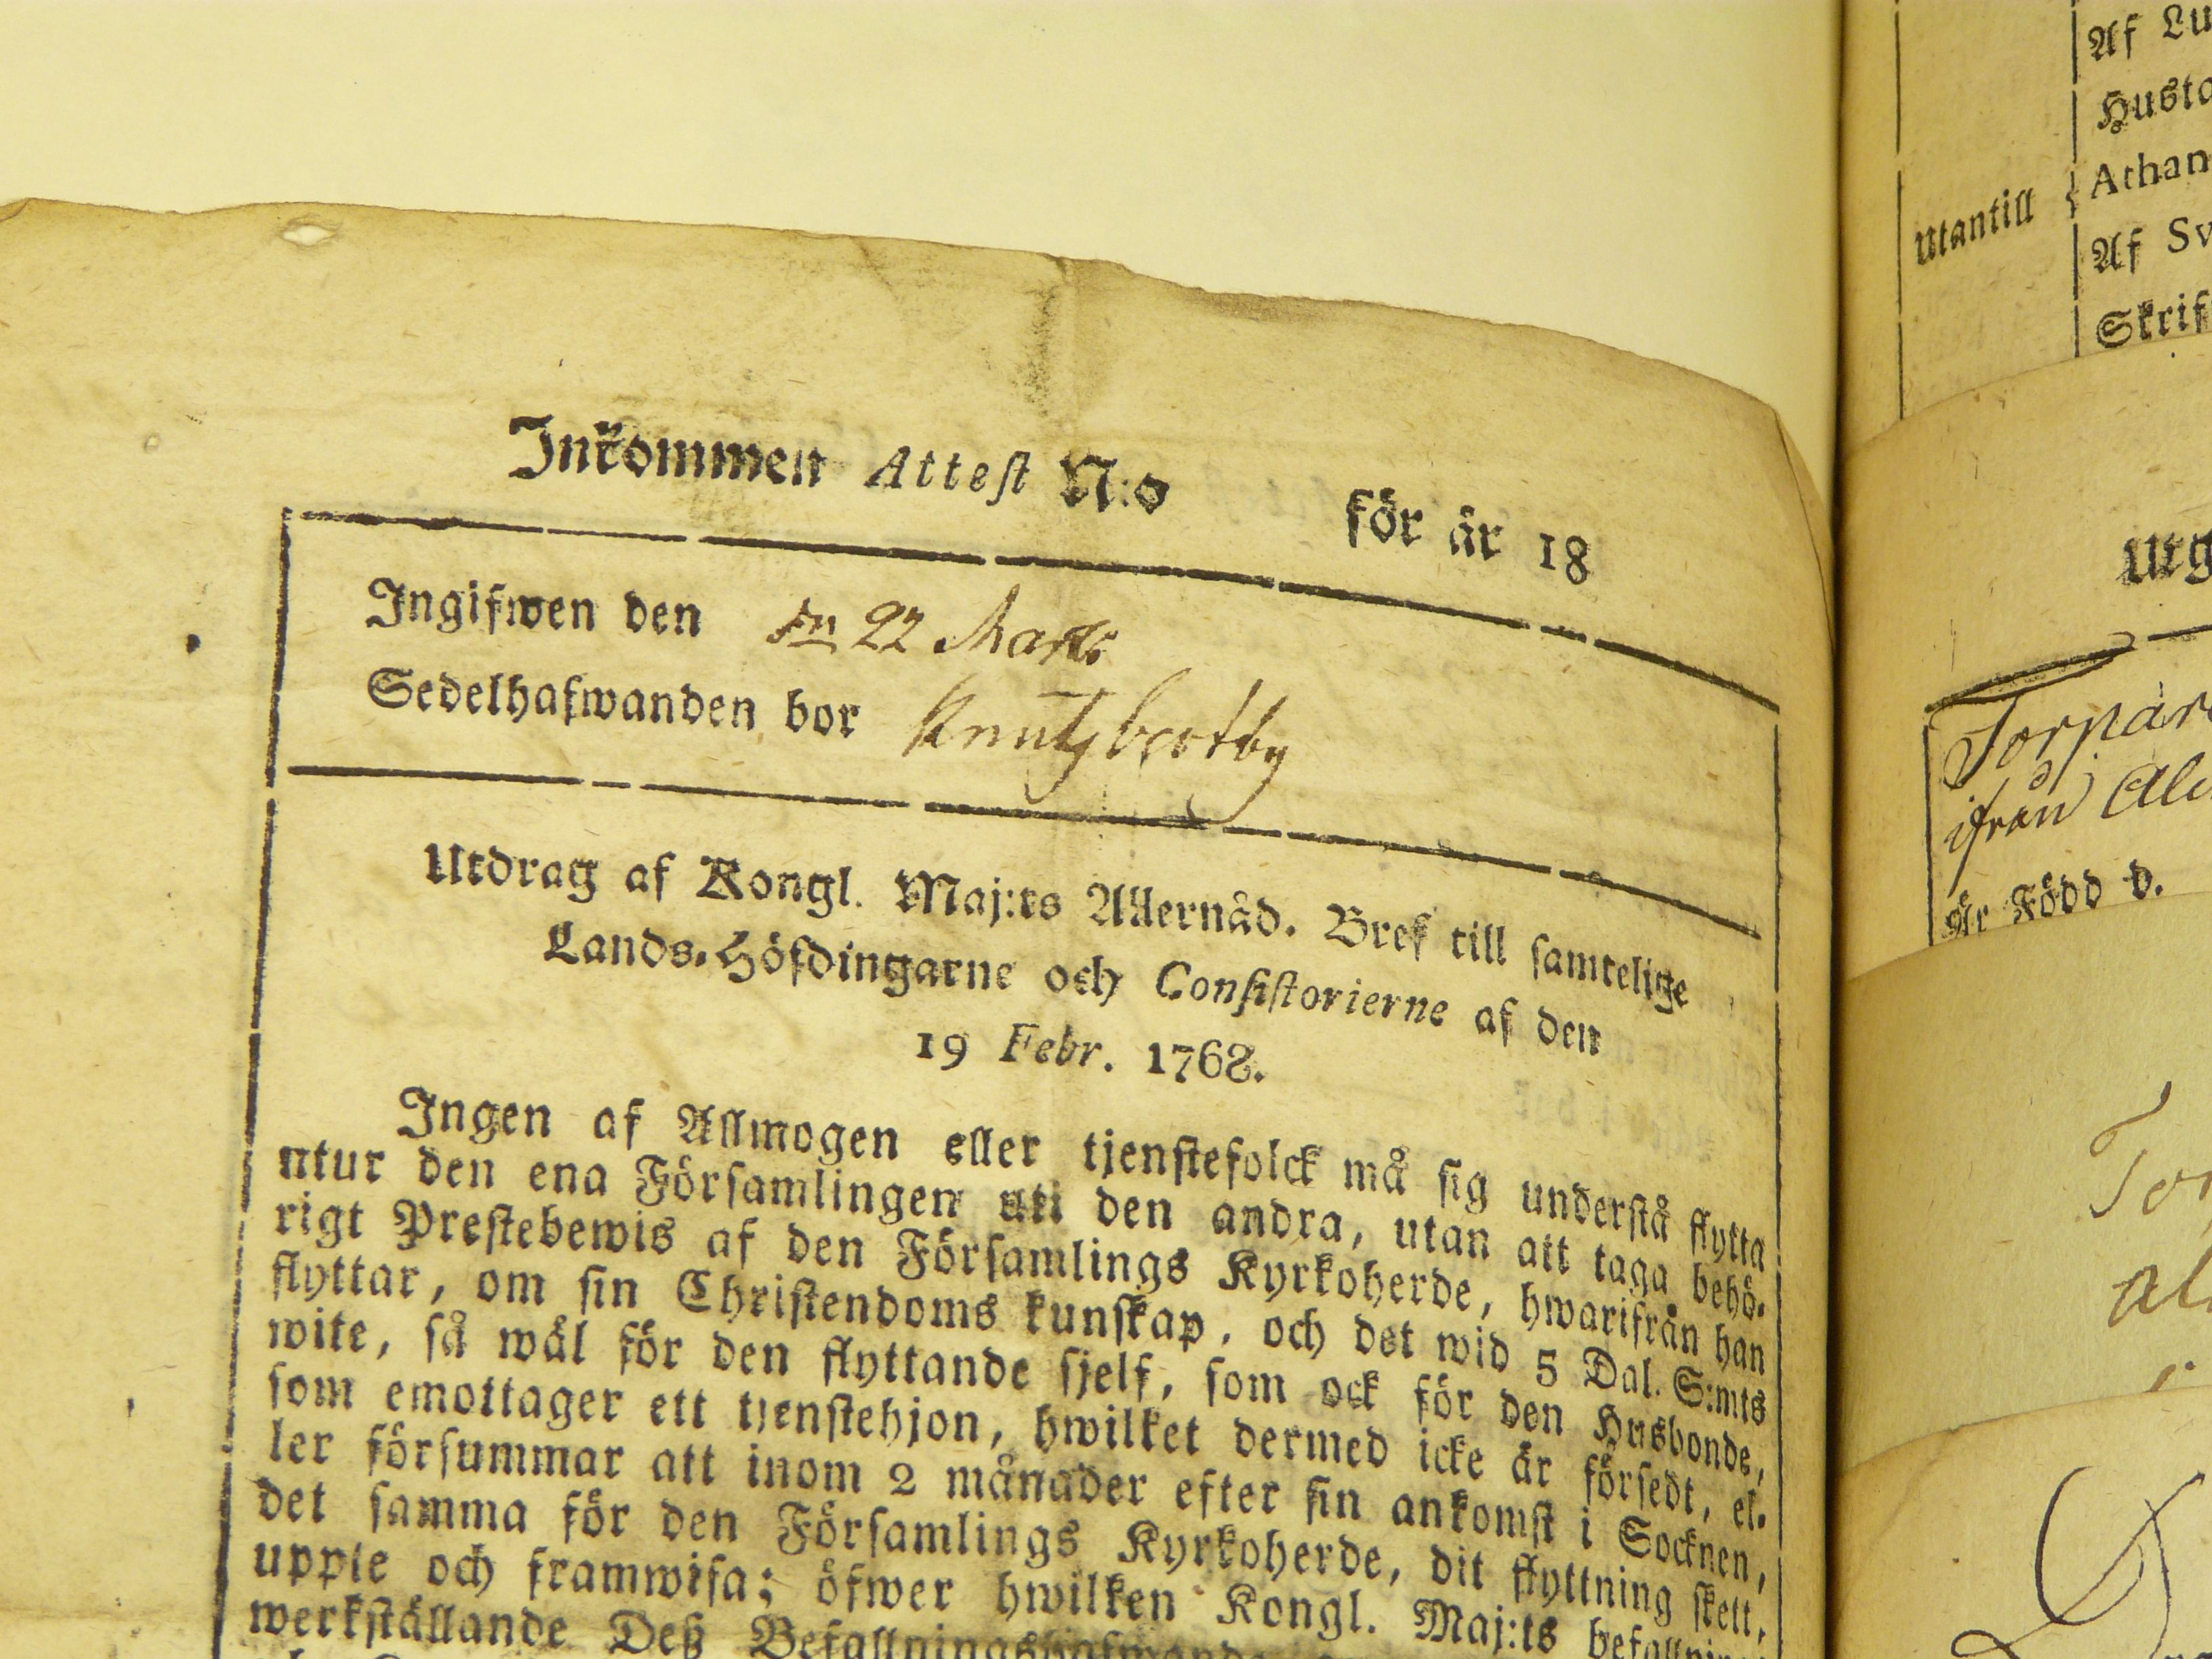 Inkommen Attest N:o för år 18
Ingifwen den 22 Martii
Sedelhafwanden bor Knutsbortby
Utdrag af Kongl. Maj:ts Allernåd. Bref till samtelige
Lands-Höfdingarne och Consistorierne af den
19 Febr. 1768.
Ingen af Allmogen eller tjenstefolck må sig understå flytta
utur den ena Församlingen uti den andra, utan att taga behö-
rigt Prestebewis af den Församlings Kyrkoherde, hwarifrån han
flyttar, om sin Christendoms kunskap, och det wid 5 Dal. S:mts
wite, så wäl för den flyttande sjelf, som ock för den Husbonde,
som emottager ett tjenstehjon, hwilket dermed icke är försedt, el-
ler försummar att inom 2 månader efter sin ankomst i Socknen,
det samma för den Församlings Kyrkoherde, dit flyttning skett,
uppte och framwisa; öfwer hwilken Kongl. Maj:ts
werkställande Deß
Af
Athan
utantill
Af Sv
Skrif
ifrån
Är Född d.